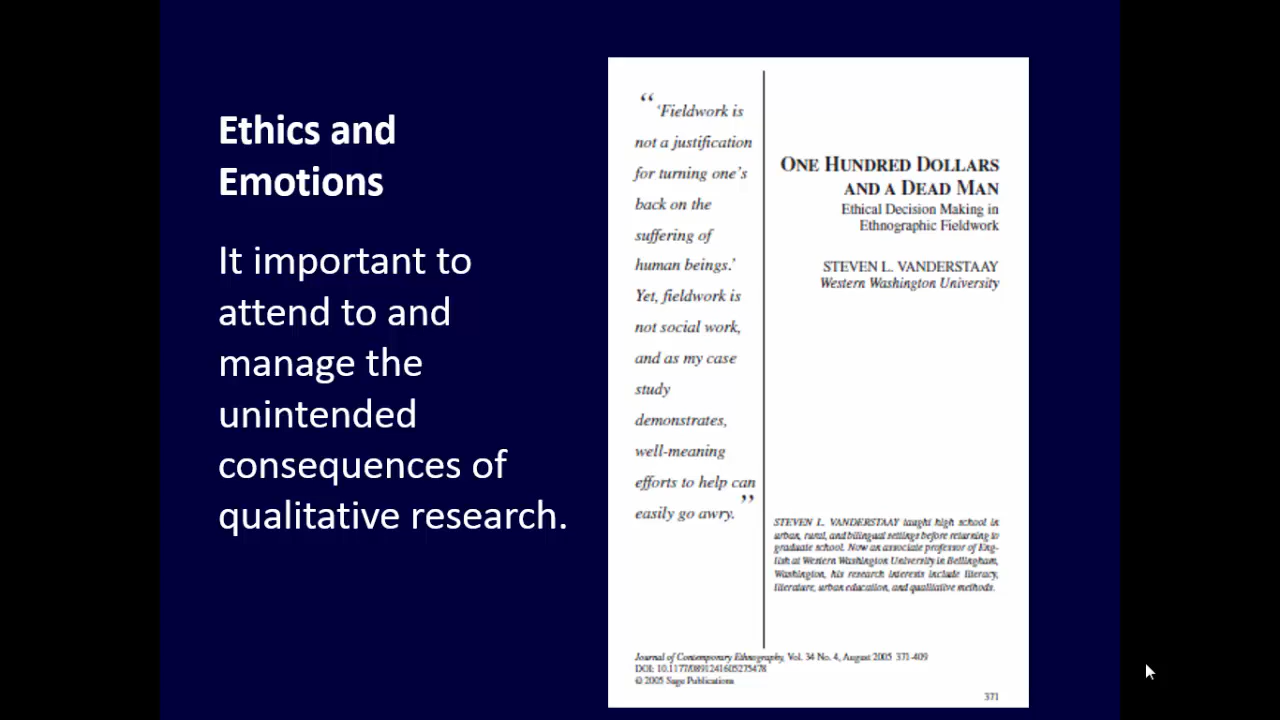 Ethics and
Emotions
It important to
attend to and
manage the
unintended
consequences of
qualitative research.
“ 'Fieldwork is
not a justification
for turning one's
back on the
suffering of
human beings.'
Yet, fieldwork is
not social work,
and as my case
study
demonstrates,
well-meaning
efforts to help can
easily go awry. ”
ONE HUNDRED DOLLARS
AND A DEAD MAN
Ethical Decision Making in
Ethnographic Fieldwork
STEVEN L. VANDERSTAAY
Western Washington University
STEVEN L. VANDERSTAAY taught high school in
urban, rural, and bilingual settings before returning to
graduate school. Now an associate professor of Eng-
lish at Western Washington University in Bellingham,
Washington, his research interests include literacy,
literature, urban education, and qualitative methods.
Journal of Contemporary Ethnography, Vol. 34 No. 4, August 2005 371-409
DOI: 10.1177/0891241605275478
© 2005 Sage Publications
371